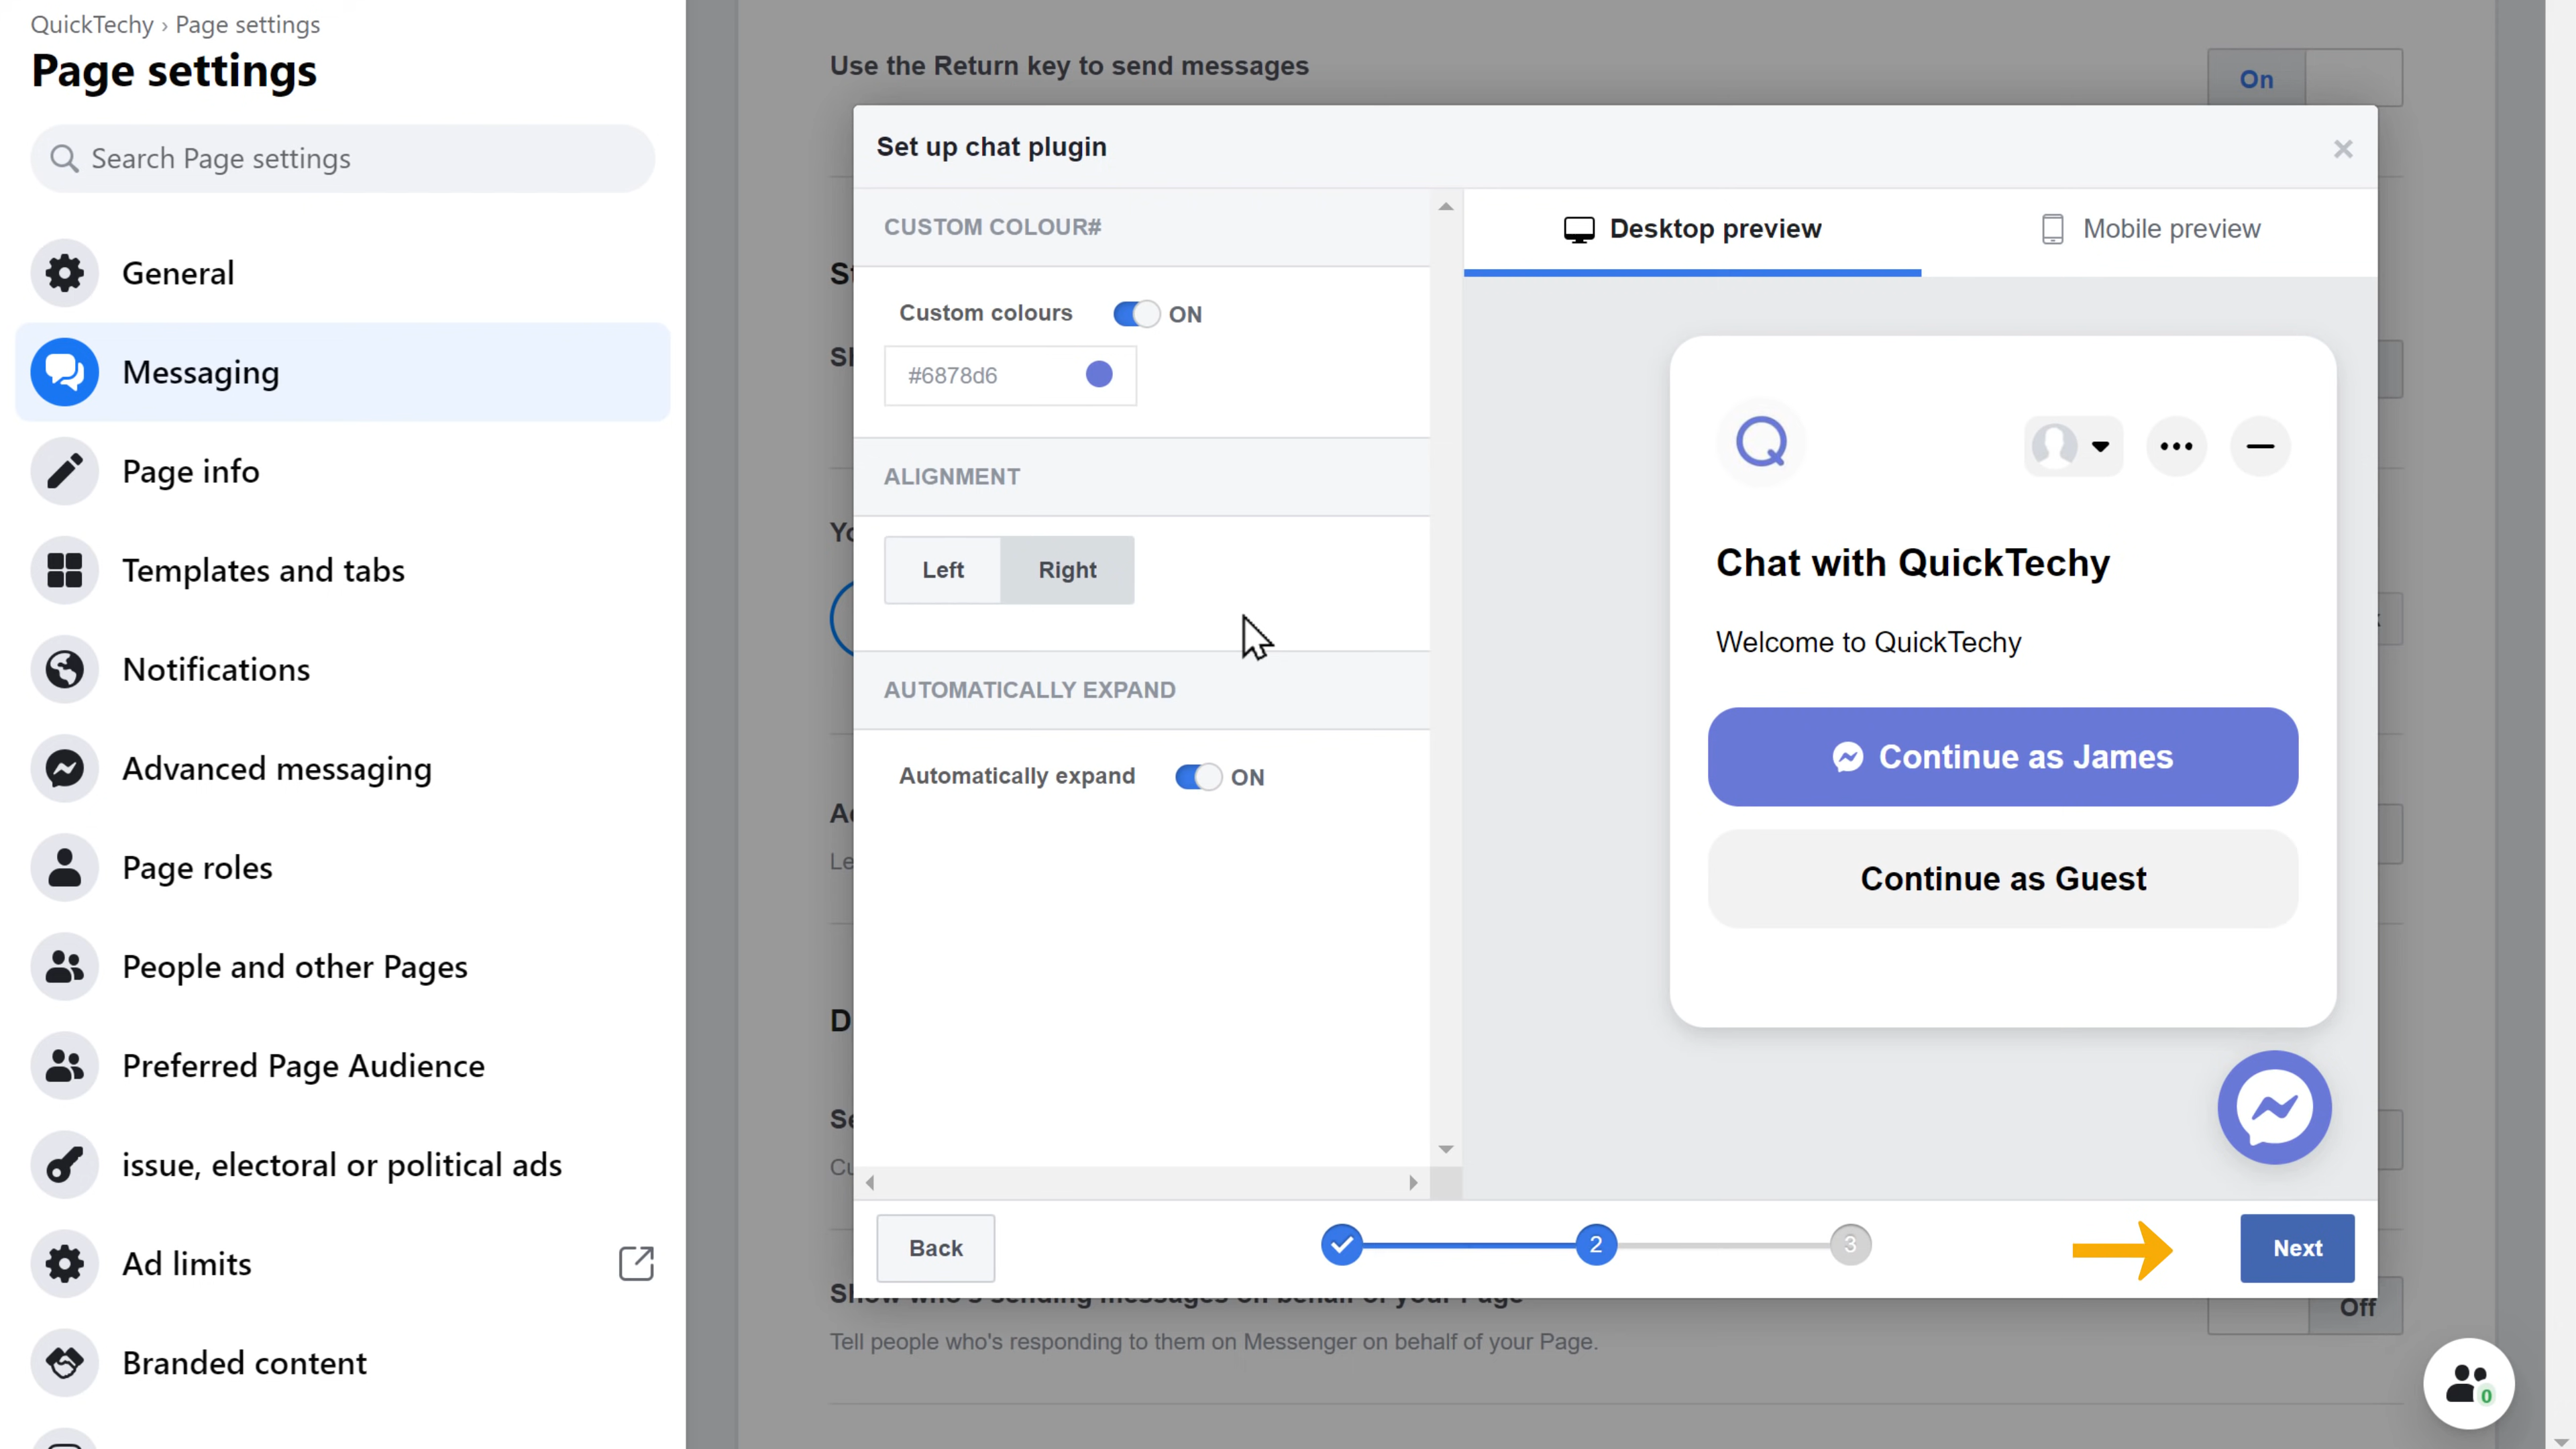 QuickTechy › Page settings
Page settings
Search Page settings
General
Messaging
Page info
Templates and tabs
Notifications
Advanced messaging
Page roles
People and other Pages
Preferred Page Audience
issue, electoral or political ads
Ad limits
Branded content
Use the Return key to send messages
On
Set up chat plugin
×
CUSTOM COLOUR#
Custom colours ON
#6878d6
ALIGNMENT
Left Right
AUTOMATICALLY EXPAND
Automatically expand ON
Desktop preview
Mobile preview
Q
Chat with QuickTechy
Welcome to QuickTechy
Continue as James
Continue as Guest
Back
2
3
Next
Off
Tell people who's responding to them on Messenger on behalf of your Page.
0